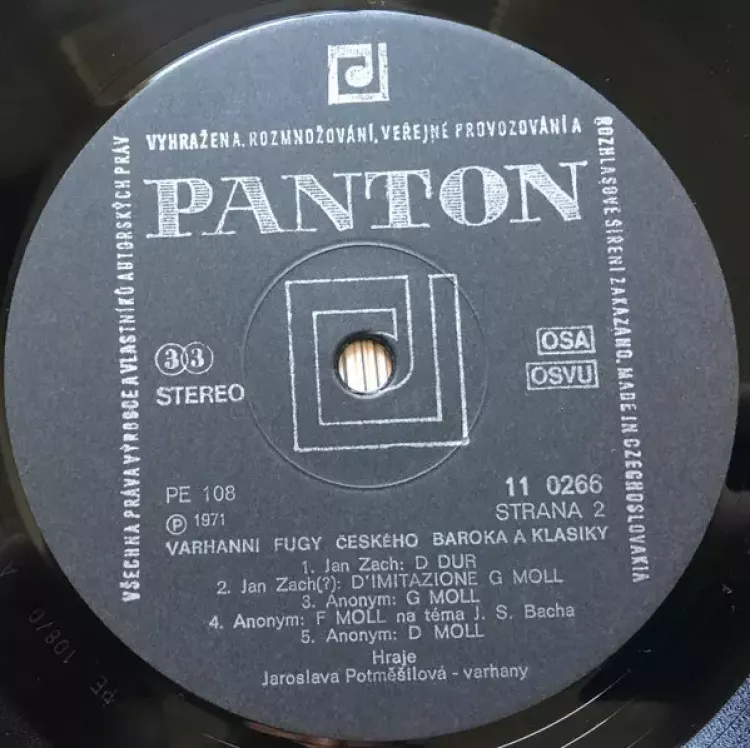 VŠECHNA PRÁVA VÝROBCE A VLASTNÍKŮ AUTORSKÝCH PRÁV
VYHRAŽENA. ROZMNOŽOVÁNÍ, VEŘEJNÉ PROVOZOVÁNÍ A
ROZHLASOVÉ ŠÍŘENÍ ZAKÁZÁNO. MADE IN CZECHOSLOVAKIA
PANTON
33
STEREO
OSA
OSVU
PE 108
11 0266
℗ 1971
STRANA 2
VARHANNI FUGY ČESKÉHO BAROKA A KLASIKY
1. Jan Zach: D DUR
2. Jan Zach(?): D'IMITAZIONE G MOLL
3. Anonym: G MOLL
4. Anonym: F MOLL na téma J. S. Bacha
5. Anonym: D MOLL
Hraje
Jaroslava Potměšilová - varhany
PE 108/0 A